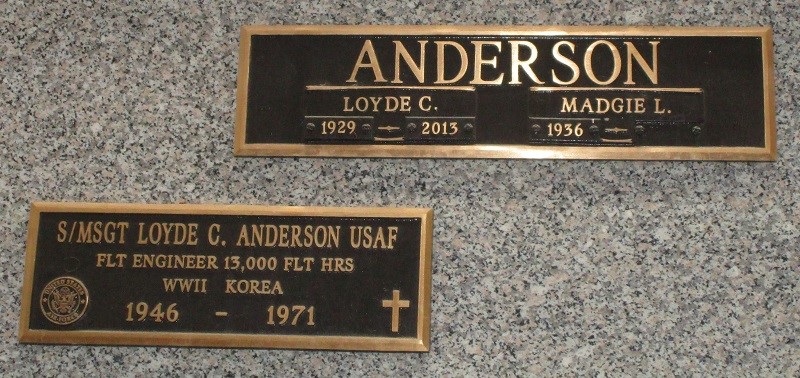 ANDERSON
LOYDE C. MADGIE L.
1929 — 2013 1936 —
S/MSGT LOYDE C. ANDERSON USAF
FLT ENGINEER 13,000 FLT HRS
WWII KOREA
1946 - 1971